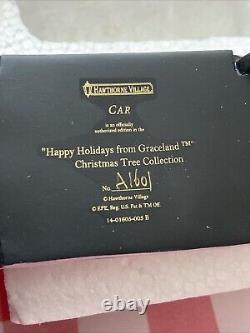 HAWTHORNE VILLAGE
CAR
is an officially
authorized edition in the
"Happy Holidays from Graceland™"
Christmas Tree Collection
No. A1601
© Hawthorne Village
© EPE, Reg. U.S. Pat & TM Off.
14-01605-005 B